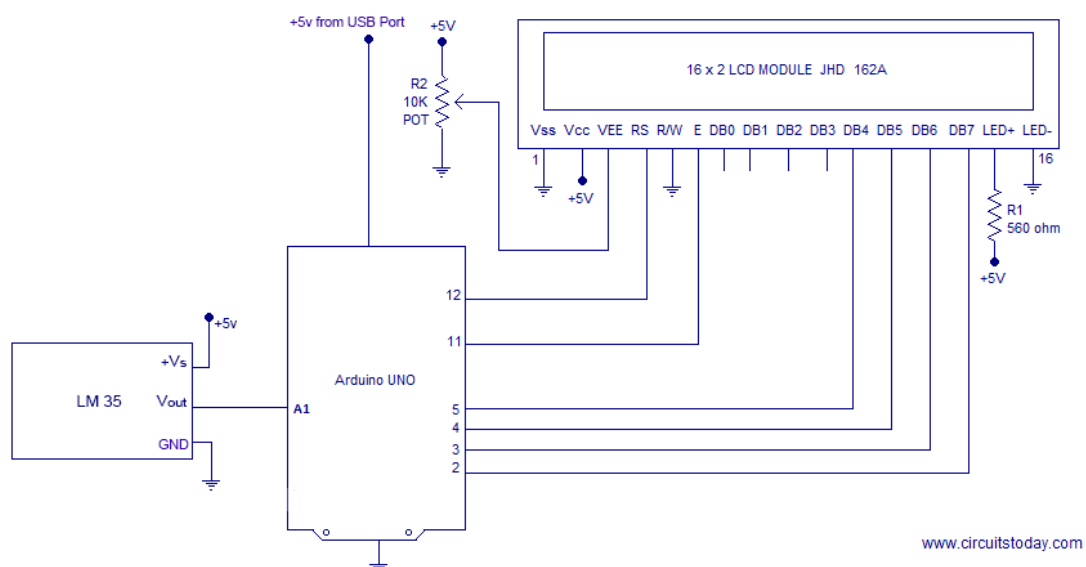 +5v from USB Port
+5V
R2
10K
POT
16 x 2 LCD MODULE JHD 162A
Vss Vcc VEE RS R/W E DB0 DB1 DB2 DB3 DB4 DB5 DB6 DB7 LED+ LED-
1
16
+5V
R1
560 ohm
+5V
12
11
Arduino UNO
A1
5
4
3
2
+5v
+Vs
LM 35
Vout
GND
www.circuitstoday.com